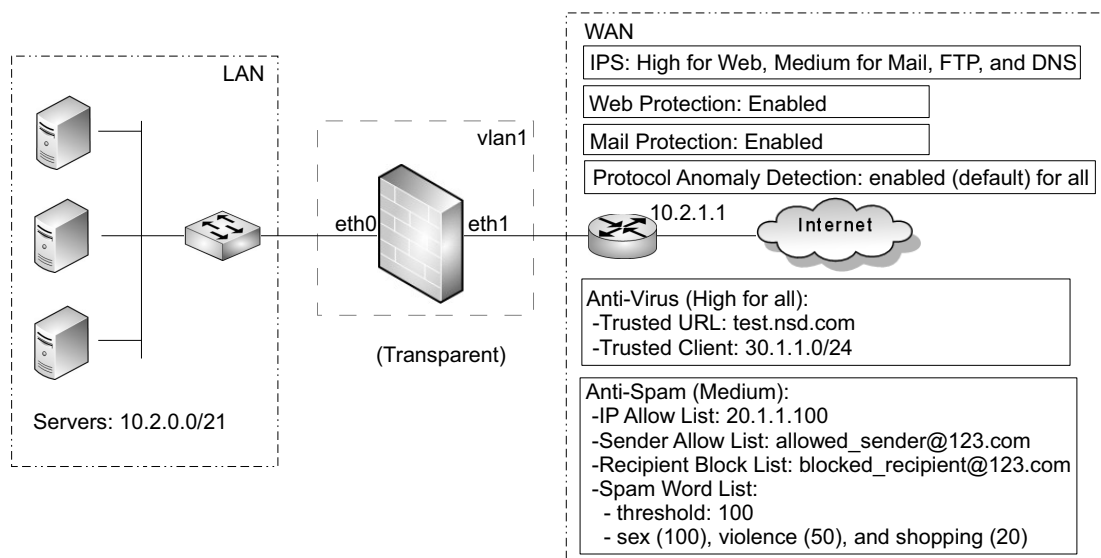 LAN
Servers: 10.2.0.0/21
vlan1
eth0
eth1
(Transparent)
WAN
IPS: High for Web, Medium for Mail, FTP, and DNS
Web Protection: Enabled
Mail Protection: Enabled
Protocol Anomaly Detection: enabled (default) for all
10.2.1.1
Internet
Anti-Virus (High for all):
-Trusted URL: test.nsd.com
-Trusted Client: 30.1.1.0/24
Anti-Spam (Medium):
-IP Allow List: 20.1.1.100
-Sender Allow List: allowed_sender@123.com
-Recipient Block List: blocked_recipient@123.com
-Spam Word List:
- threshold: 100
- sex (100), violence (50), and shopping (20)